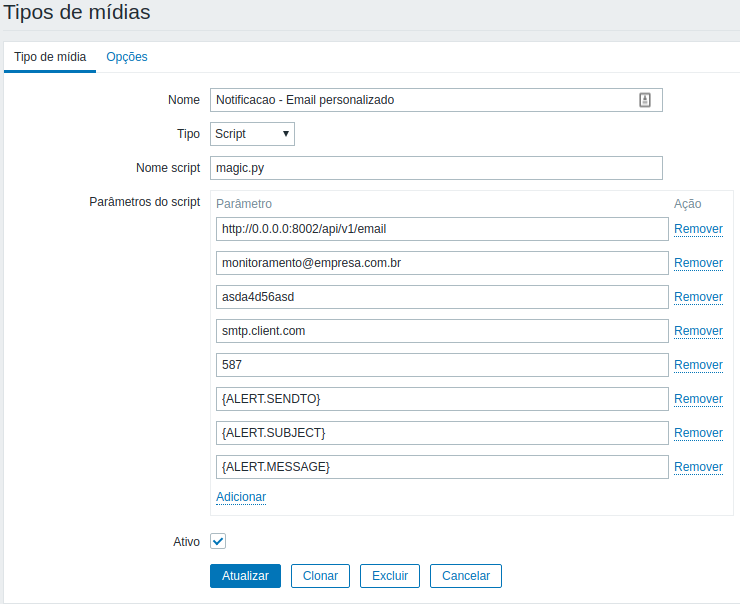 Tipos de mídias
Tipo de mídia Opções
Nome Notificacao - Email personalizado
Tipo Script
Nome script magic.py
Parâmetros do script Parâmetro Ação
http://0.0.0.0:8002/api/v1/email Remover
monitoramento@empresa.com.br Remover
asda4d56asd Remover
smtp.client.com Remover
587 Remover
{ALERT.SENDTO} Remover
{ALERT.SUBJECT} Remover
{ALERT.MESSAGE} Remover
Adicionar
Ativo
Atualizar Clonar Excluir Cancelar